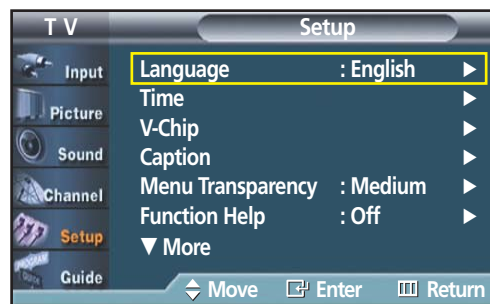 T V
Setup
Input
Picture
Sound
Channel
Setup
Guide
Language : English ►
Time ►
V-Chip ►
Caption ►
Menu Transparency : Medium ►
Function Help : Off ►
▼ More
Move Enter Return